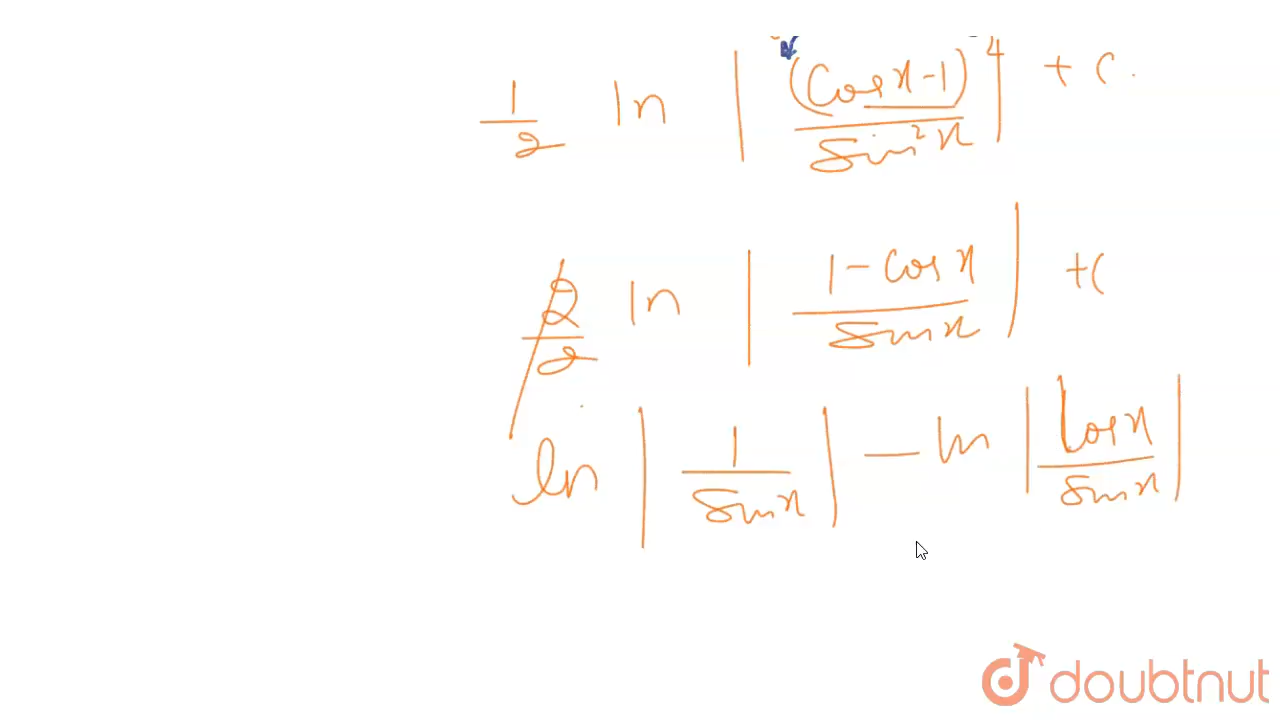 1/2 ln |(cos x - 1)^4 / sin^2 x| + C.
2/2 ln |1 - cos x / sin x| + C
ln |1 / sin x| - ln |cos x / sin x|
doubtnut